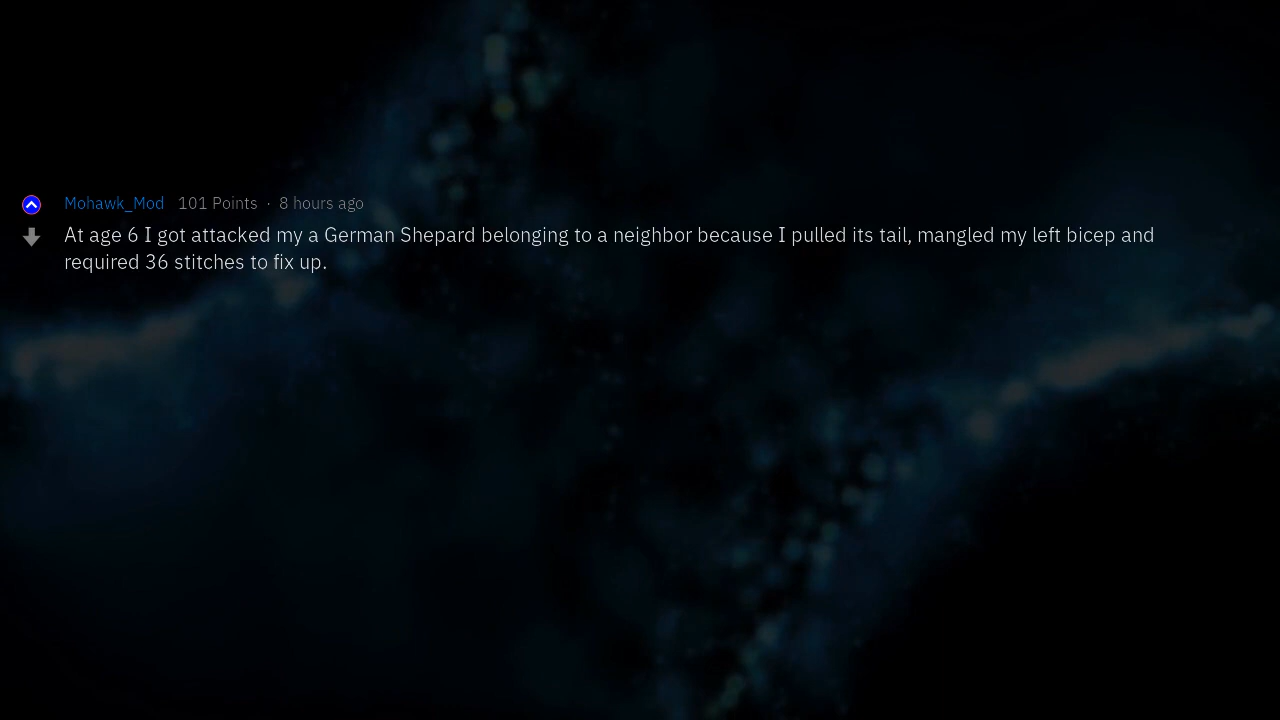 Mohawk_Mod 101 Points · 8 hours ago
At age 6 I got attacked my a German Shepard belonging to a neighbor because I pulled its tail, mangled my left bicep and
required 36 stitches to fix up.